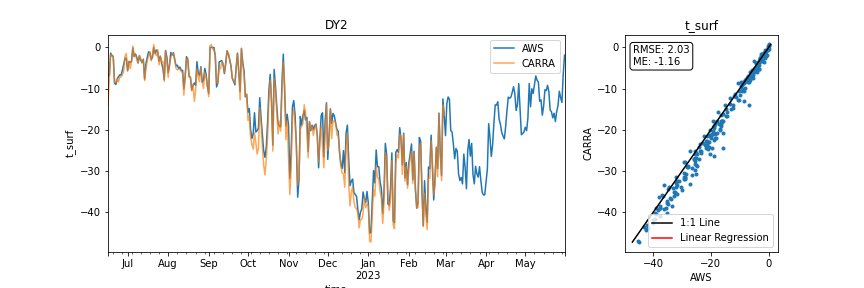 DY2
t_surf
0
−10
−20
−30
−40
AWS
CARRA
Jul
Aug
Sep
Oct
Nov
Dec
Jan
2023
Feb
Mar
Apr
May
time
t_surf
CARRA
0
−10
−20
−30
−40
RMSE: 2.03
ME: -1.16
1:1 Line
Linear Regression
−40
−20
0
AWS